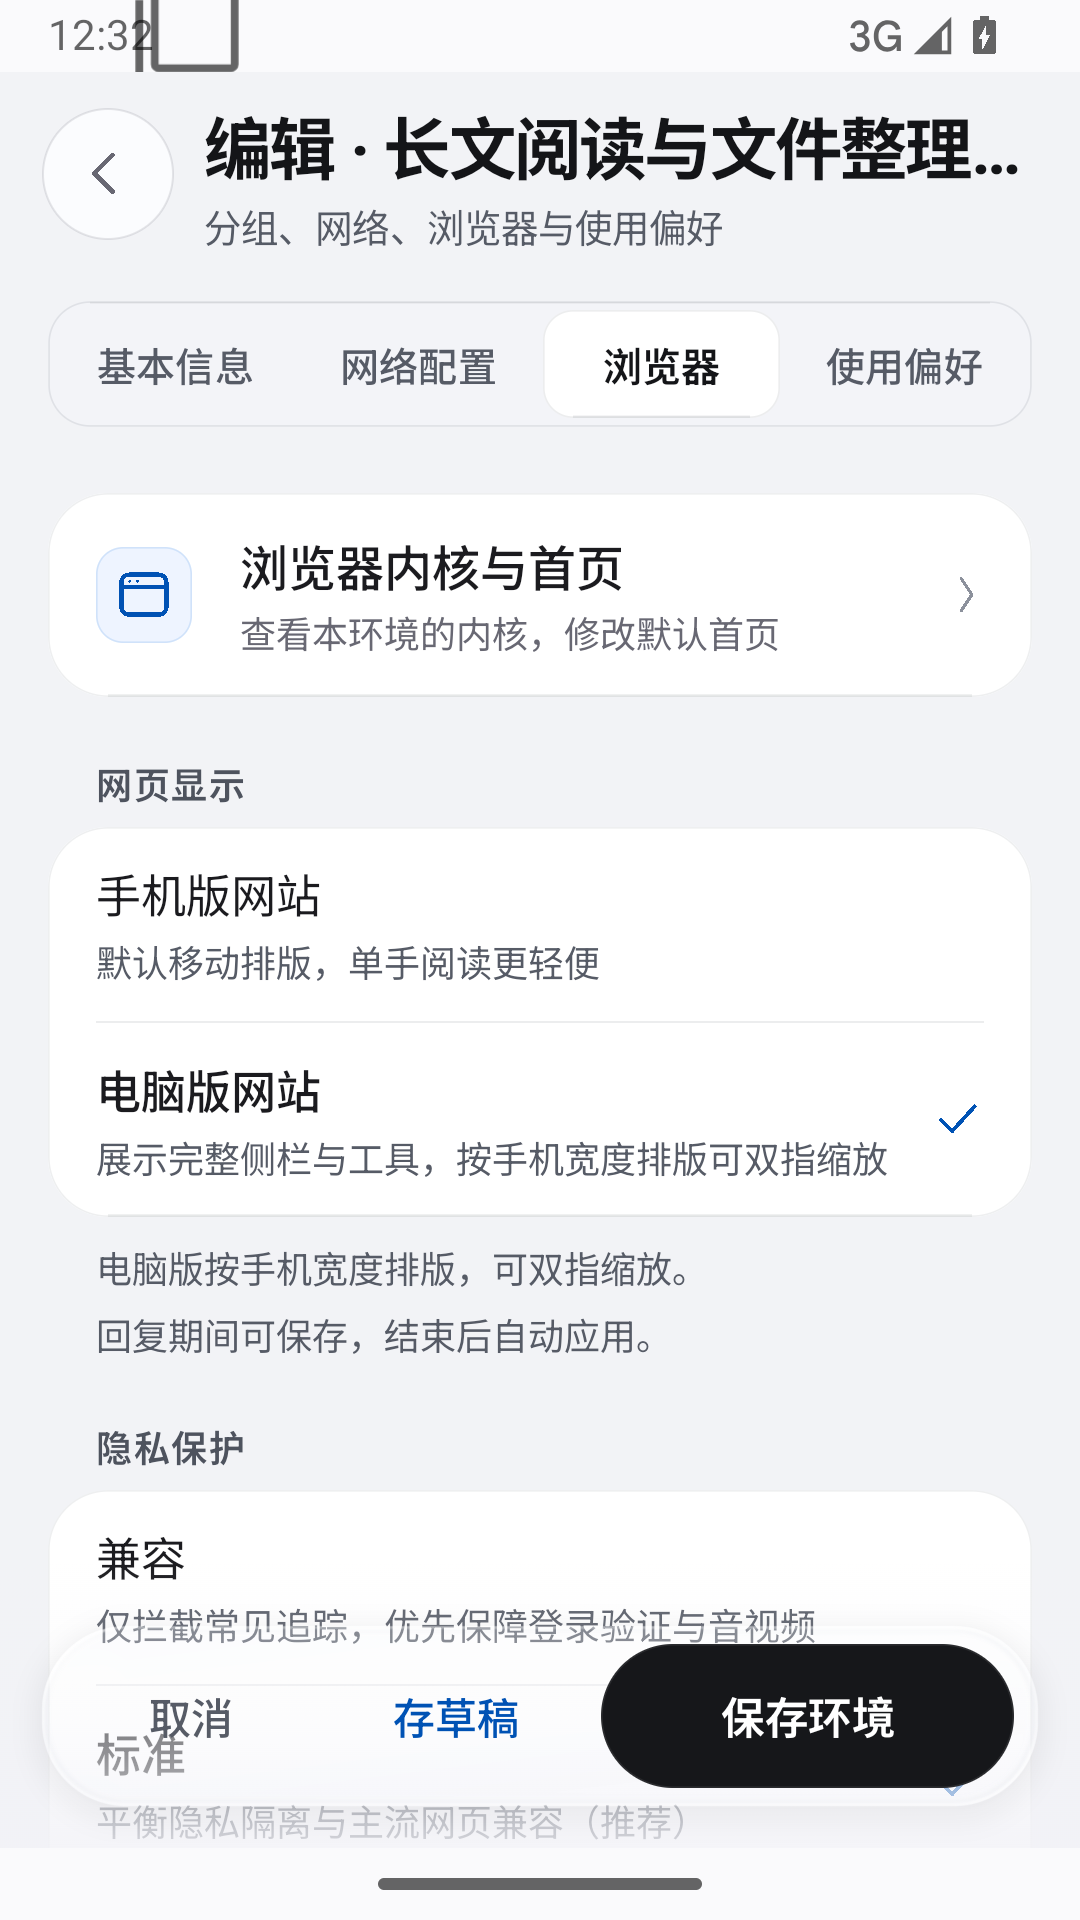 12:32
3G
编辑 · 长文阅读与文件整理...
分组、网络、浏览器与使用偏好
基本信息
网络配置
浏览器
使用偏好
浏览器内核与首页
查看本环境的内核，修改默认首页
网页显示
手机版网站
默认移动排版，单手阅读更轻便
电脑版网站
展示完整侧栏与工具，按手机宽度排版可双指缩放
电脑版按手机宽度排版，可双指缩放。
回复期间可保存，结束后自动应用。
隐私保护
兼容
仅拦截常见追踪，优先保障登录验证与音视频
取消
存草稿
保存环境
标准
平衡隐私隔离与主流网页兼容（推荐）